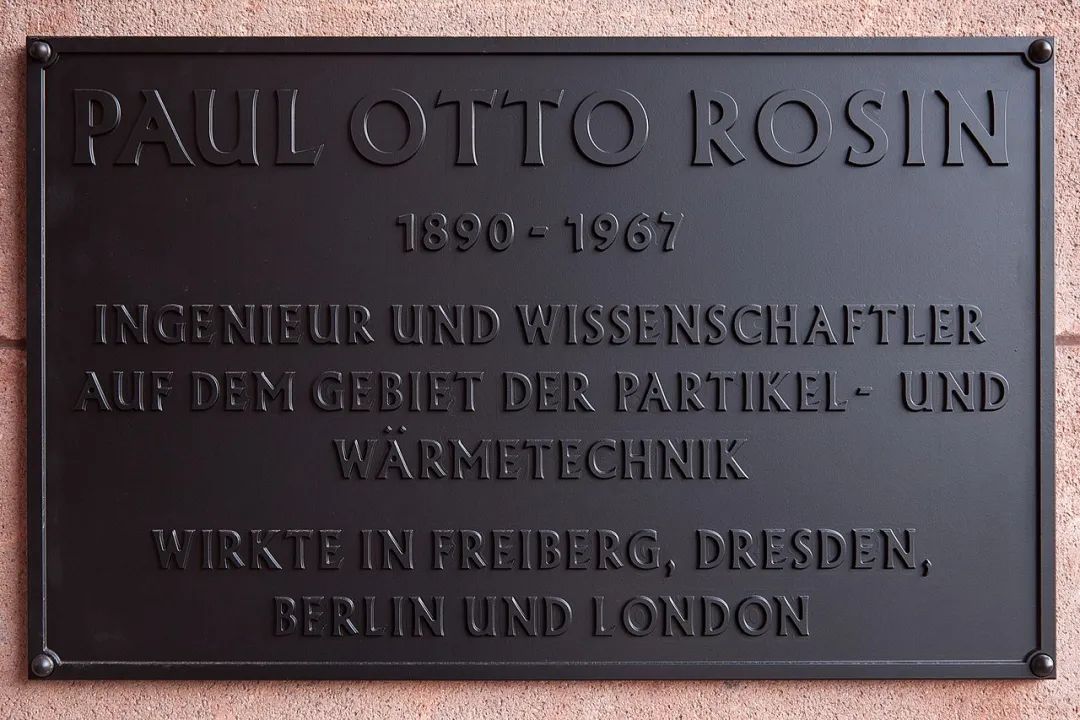 PAUL OTTO ROSIN
1890 - 1967
INGENIEUR UND WISSENSCHAFTLER
AUF DEM GEBIET DER PARTIKEL- UND
WÄRMETECHNIK
WIRKTE IN FREIBERG, DRESDEN,
BERLIN UND LONDON